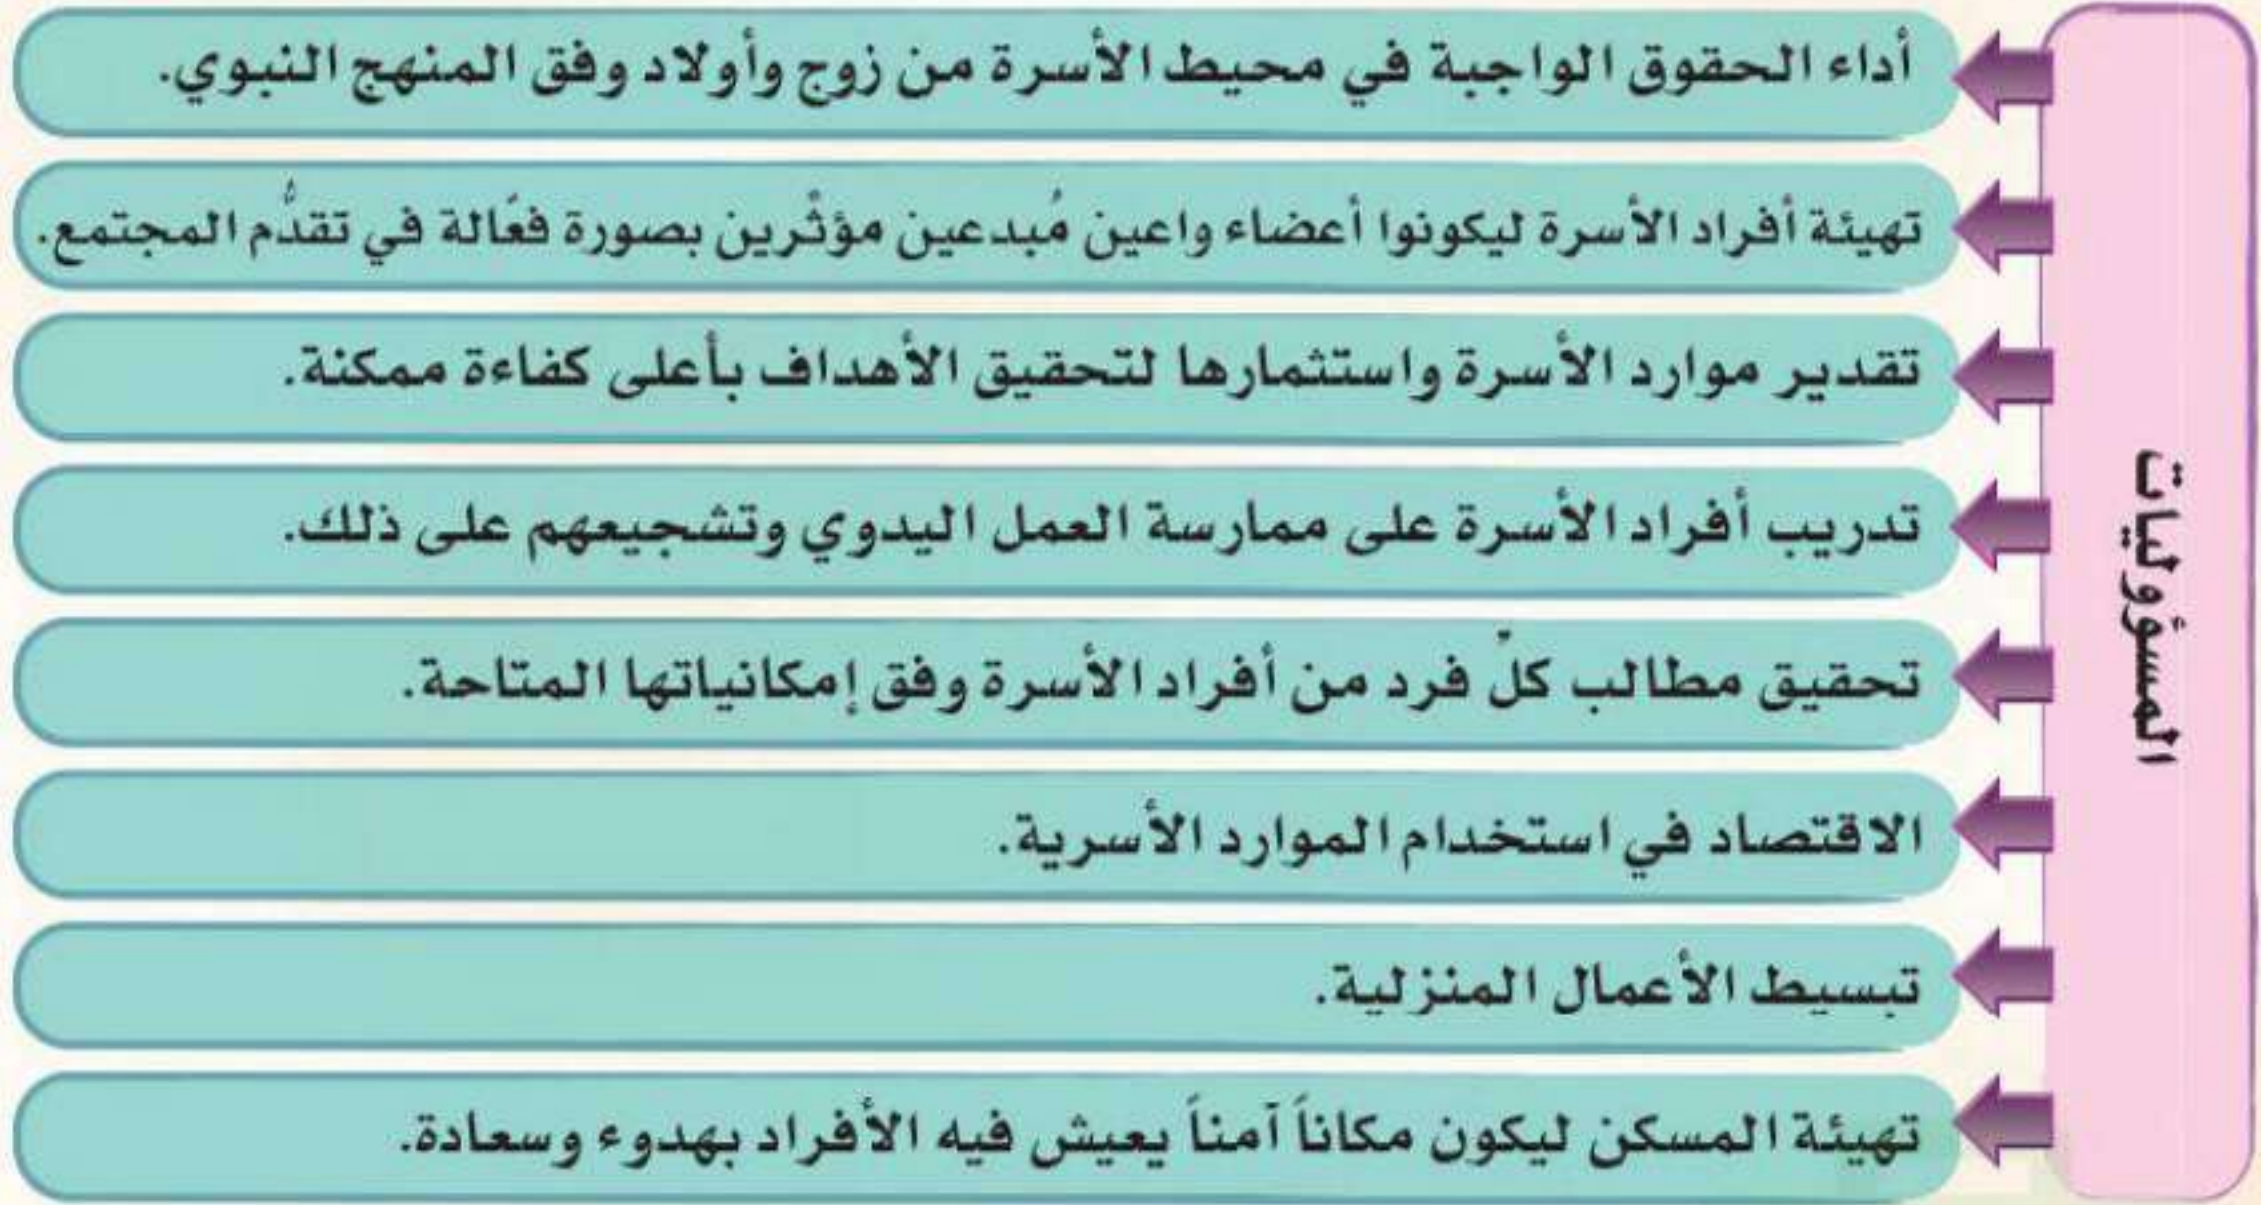 المسؤوليات
أداء الحقوق الواجبة في محيط الأسرة من زوج وأولاد وفق المنهج النبوي.
تهيئة أفراد الأسرة ليكونوا أعضاء واعين مُبدعين مؤثّرين بصورة فعّالة في تقدُّم المجتمع.
تقدير موارد الأسرة واستثمارها لتحقيق الأهداف بأعلى كفاءة ممكنة.
تدريب أفراد الأسرة على ممارسة العمل اليدوي وتشجيعهم على ذلك.
تحقيق مطالب كلّ فرد من أفراد الأسرة وفق إمكانياتها المتاحة.
الاقتصاد في استخدام الموارد الأسرية.
تبسيط الأعمال المنزلية.
تهيئة المسكن ليكون مكاناً آمناً يعيش فيه الأفراد بهدوء وسعادة.